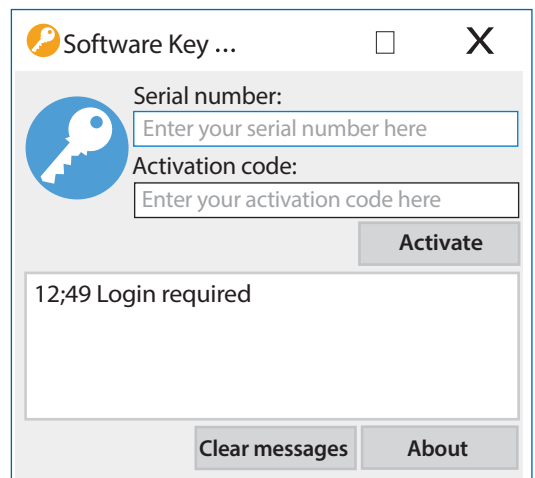 Software Key ...
X
Serial number:
Enter your serial number here
Activation code:
Enter your activation code here
Activate
12;49 Login required
Clear messages
About